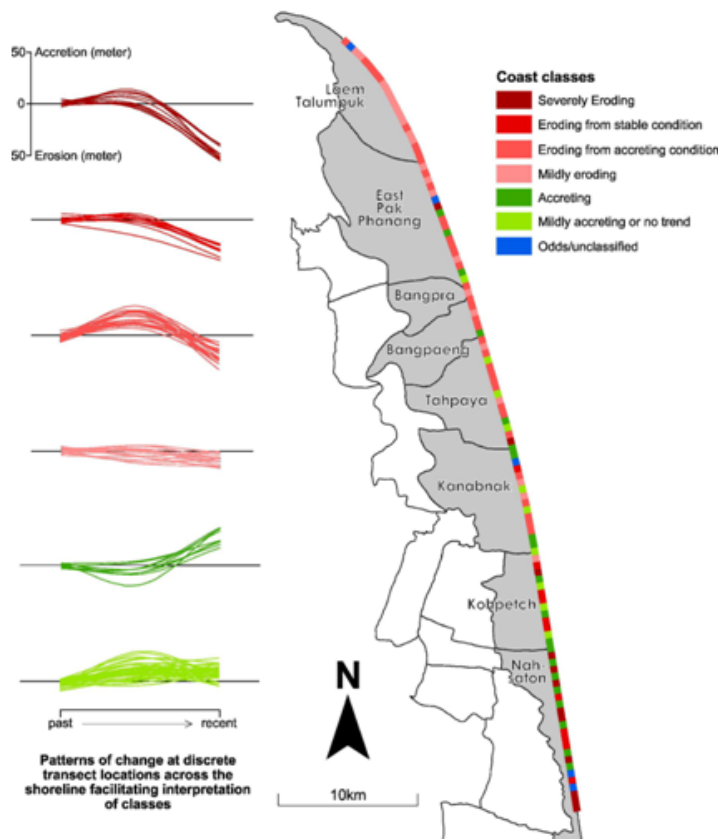 50
Accretion (meter)
0
50
Erosion (meter)
past
recent
Patterns of change at discrete
transect locations across the
shoreline facilitating interpretation
of classes
Laem
Talumpuk
East
Pak
Phanang
Bangpra
Bangpaeng
Tahpaya
Kanabnak
Kobpetch
Nah-
saton
N
10km
Coast classes
Severely Eroding
Eroding from stable condition
Eroding from accreting condition
Mildly eroding
Accreting
Mildly accreting or no trend
Odds/unclassified